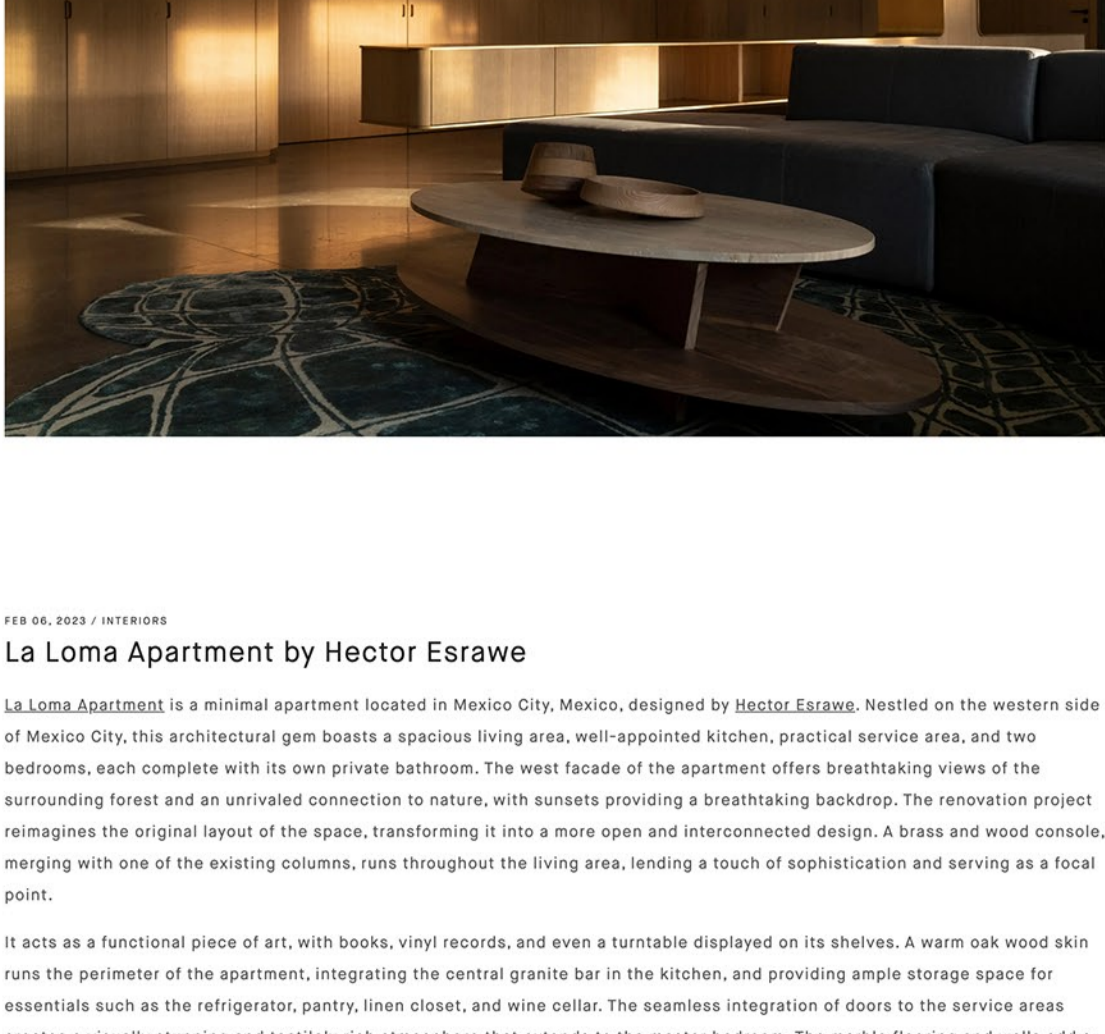 FEB 06, 2023 / INTERIORS
La Loma Apartment by Hector Esrawe
La Loma Apartment is a minimal apartment located in Mexico City, Mexico, designed by Hector Esrawe. Nestled on the western side
of Mexico City, this architectural gem boasts a spacious living area, well-appointed kitchen, practical service area, and two
bedrooms, each complete with its own private bathroom. The west facade of the apartment offers breathtaking views of the
surrounding forest and an unrivaled connection to nature, with sunsets providing a breathtaking backdrop. The renovation project
reimagines the original layout of the space, transforming it into a more open and interconnected design. A brass and wood console,
merging with one of the existing columns, runs throughout the living area, lending a touch of sophistication and serving as a focal
point.
It acts as a functional piece of art, with books, vinyl records, and even a turntable displayed on its shelves. A warm oak wood skin
runs the perimeter of the apartment, integrating the central granite bar in the kitchen, and providing ample storage space for
essentials such as the refrigerator, pantry, linen closet, and wine cellar. The seamless integration of doors to the service areas